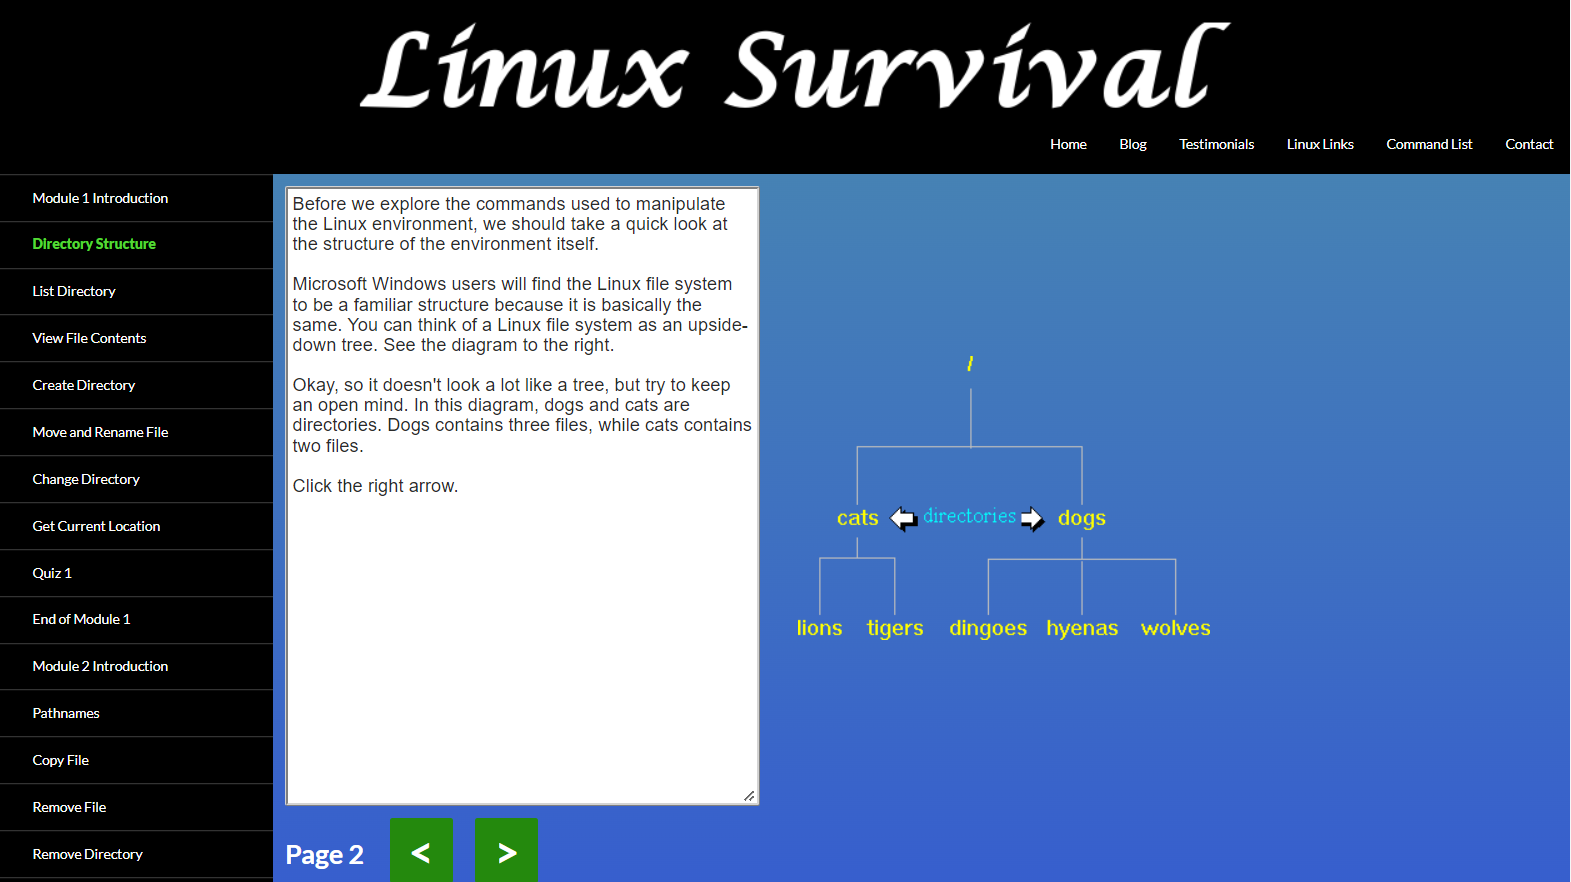 Linux Survival
Home Blog Testimonials Linux Links Command List Contact
Module 1 Introduction
Directory Structure
List Directory
View File Contents
Create Directory
Move and Rename File
Change Directory
Get Current Location
Quiz 1
End of Module 1
Module 2 Introduction
Pathnames
Copy File
Remove File
Remove Directory
Before we explore the commands used to manipulate
the Linux environment, we should take a quick look at
the structure of the environment itself.
Microsoft Windows users will find the Linux file system
to be a familiar structure because it is basically the
same. You can think of a Linux file system as an upside-
down tree. See the diagram to the right.
Okay, so it doesn't look a lot like a tree, but try to keep
an open mind. In this diagram, dogs and cats are
directories. Dogs contains three files, while cats contains
two files.
Click the right arrow.
/
cats directories dogs
lions tigers dingoes hyenas wolves
Page 2 < >